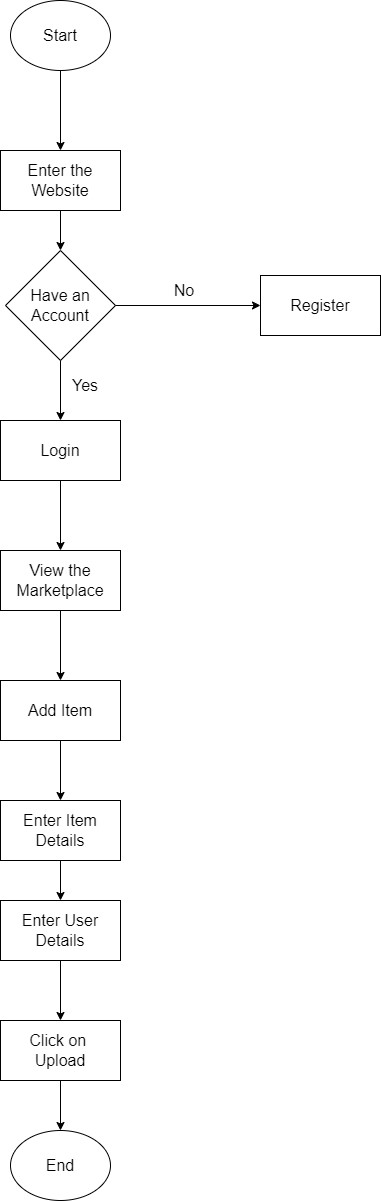 Start
Enter the
Website
Have an
Account
No
Register
Yes
Login
View the
Marketplace
Add Item
Enter Item
Details
Enter User
Details
Click on
Upload
End